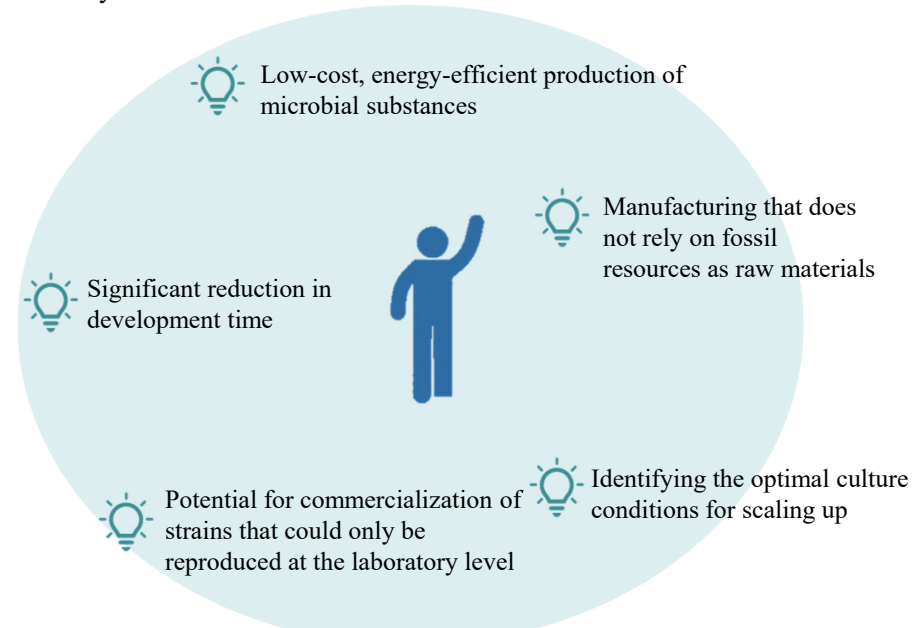 Low-cost, energy-efficient production of
microbial substances
Manufacturing that does
not rely on fossil
resources as raw materials
Significant reduction in
development time
Identifying the optimal culture
conditions for scaling up
Potential for commercialization of
strains that could only be
reproduced at the laboratory level